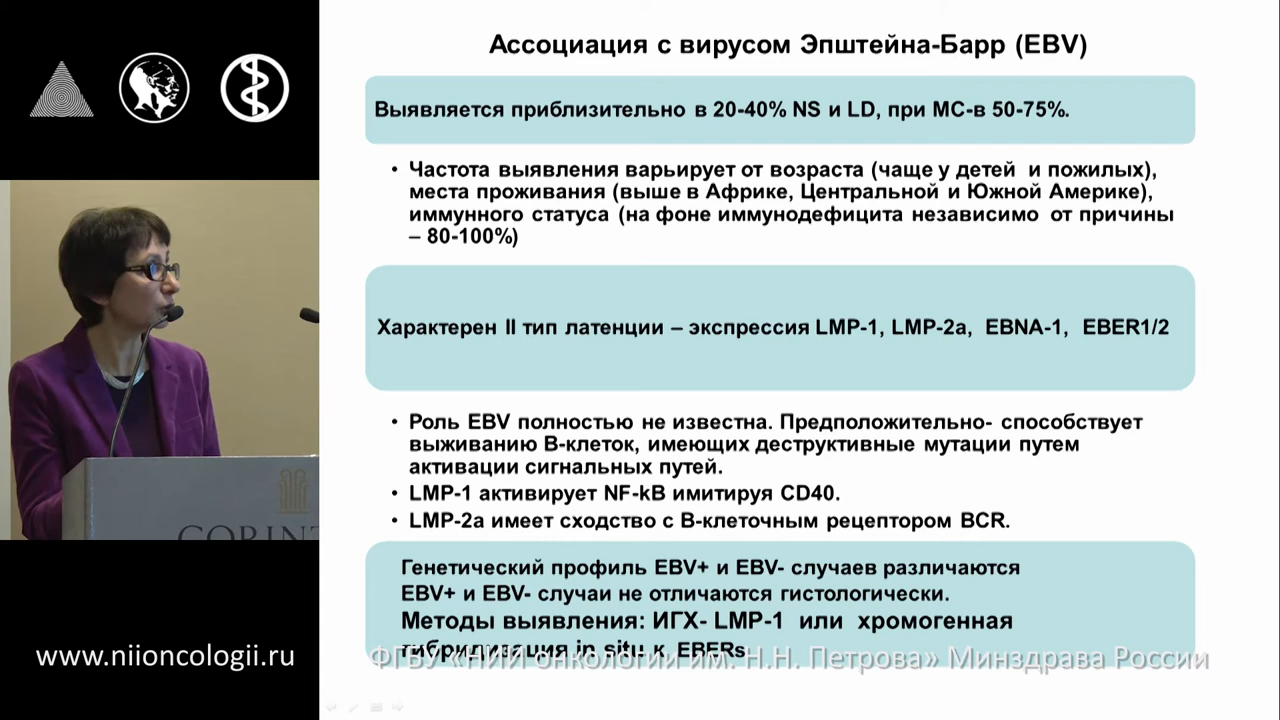 Ассоциация с вирусом Эпштейна-Барр (EBV)
Выявляется приблизительно в 20-40% NS и LD, при MC-в 50-75%.
• Частота выявления варьирует от возраста (чаще у детей и пожилых),
места проживания (выше в Африке, Центральной и Южной Америке),
иммунного статуса (на фоне иммунодефицита независимо от причины
– 80-100%)
Характерен II тип латенции – экспрессия LMP-1, LMP-2a, EBNA-1, EBER1/2
• Роль EBV полностью не известна. Предположительно- способствует
выживанию В-клеток, имеющих деструктивные мутации путем
активации сигнальных путей.
• LMP-1 активирует NF-kB имитируя CD40.
• LMP-2a имеет сходство с В-клеточным рецептором BCR.
Генетический профиль EBV+ и EBV- случаев различаются
EBV+ и EBV- случаи не отличаются гистологически.
Методы выявления: ИГХ- LMP-1 или хромогенная
гибридизация in situ к EBERs
ФГБУ «НИИ онкологии им. Н.Н. Петрова» Минздрава России
www.niioncologii.ru